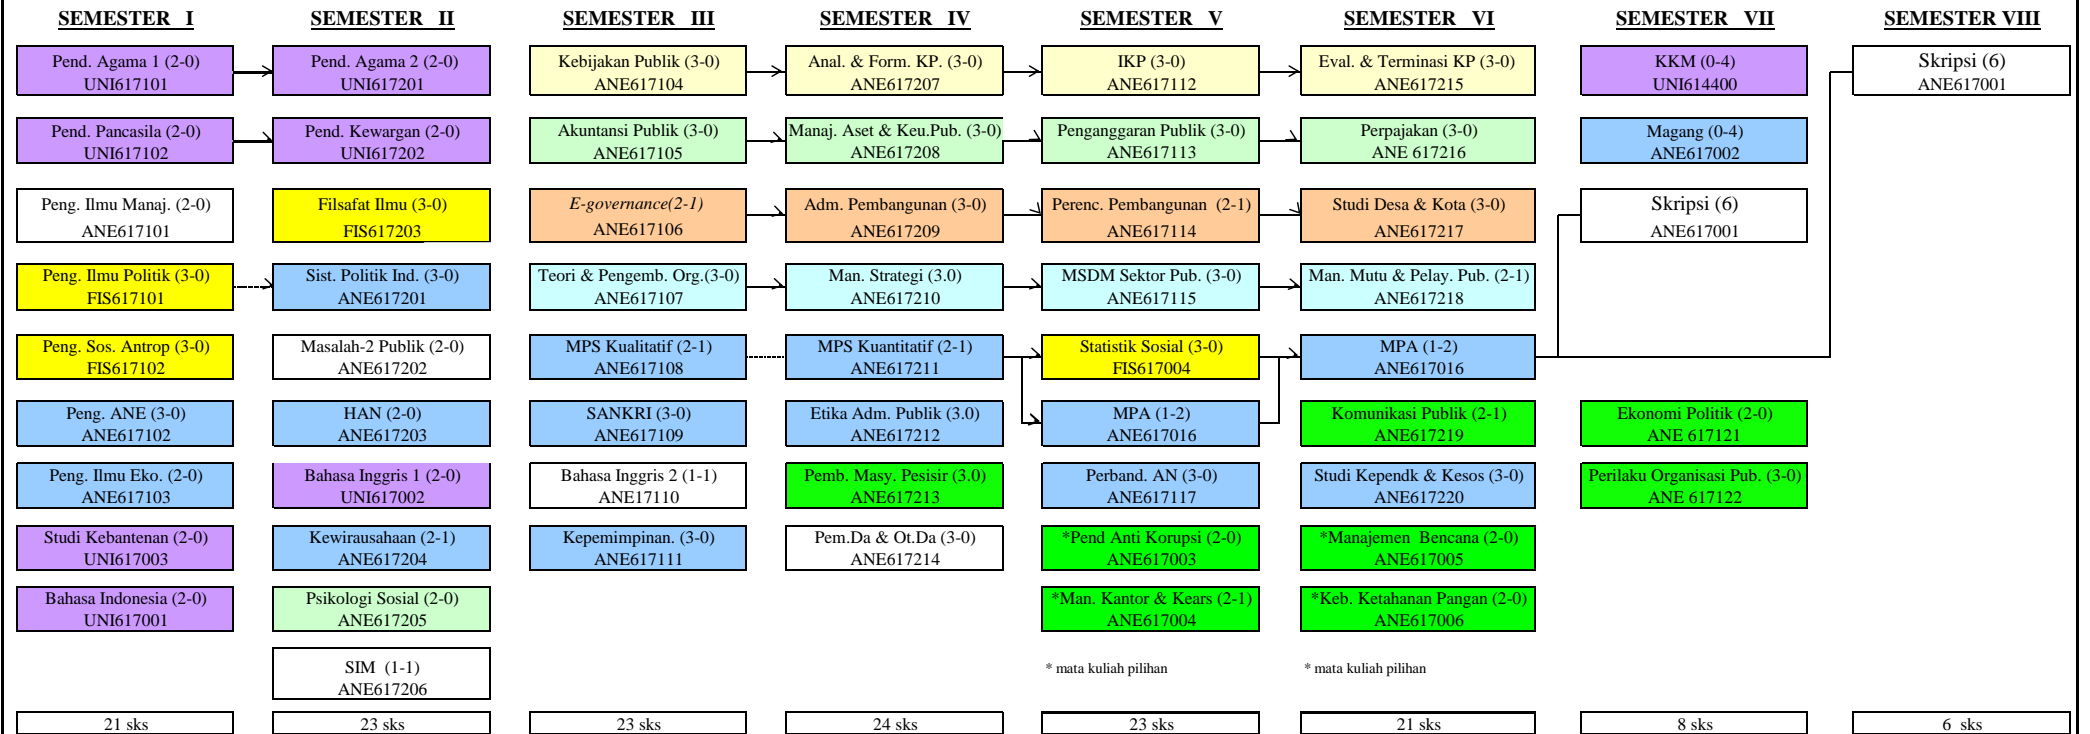 SEMESTER I
SEMESTER II
SEMESTER III
SEMESTER IV
SEMESTER V
SEMESTER VI
SEMESTER VII
SEMESTER VIII
Pend. Agama 1 (2-0)
UNI617101
Pend. Agama 2 (2-0)
UNI617201
Kebijakan Publik (3-0)
ANE617104
Anal. & Form. KP. (3-0)
ANE617207
IKP (3-0)
ANE617112
Eval. & Terminasi KP (3-0)
ANE617215
KKM (0-4)
UNI614400
Skripsi (6)
ANE617001
Pend. Pancasila (2-0)
UNI617102
Pend. Kewargan (2-0)
UNI617202
Akuntansi Publik (3-0)
ANE617105
Manaj. Aset & Keu.Pub. (3-0)
ANE617208
Penganggaran Publik (3-0)
ANE617113
Perpajakan (3-0)
ANE 617216
Magang (0-4)
ANE617002
Peng. Ilmu Manaj. (2-0)
ANE617101
Filsafat Ilmu (3-0)
FIS617203
E-governance(2-1)
ANE617106
Adm. Pembangunan (3-0)
ANE617209
Perenc. Pembangunan (2-1)
ANE617114
Studi Desa & Kota (3-0)
ANE617217
Skripsi (6)
ANE617001
Peng. Ilmu Politik (3-0)
FIS617101
Sist. Politik Ind. (3-0)
ANE617201
Teori & Pengemb. Org.(3-0)
ANE617107
Man. Strategi (3.0)
ANE617210
MSDM Sektor Pub. (3-0)
ANE617115
Man. Mutu & Pelay. Pub. (2-1)
ANE617218
Peng. Sos. Antrop (3-0)
FIS617102
Masalah-2 Publik (2-0)
ANE617202
MPS Kualitatif (2-1)
ANE617108
MPS Kuantitatif (2-1)
ANE617211
Statistik Sosial (3-0)
FIS617004
MPA (1-2)
ANE617016
Peng. ANE (3-0)
ANE617102
HAN (2-0)
ANE617203
SANKRI (3-0)
ANE617109
Etika Adm. Publik (3.0)
ANE617212
MPA (1-2)
ANE617016
Komunikasi Publik (2-1)
ANE617219
Ekonomi Politik (2-0)
ANE 617121
Peng. Ilmu Eko. (2-0)
ANE617103
Bahasa Inggris 1 (2-0)
UNI617002
Bahasa Inggris 2 (1-1)
ANE17110
Pemb. Masy. Pesisir (3.0)
ANE617213
Perband. AN (3-0)
ANE617117
Studi Kependk & Kesos (3-0)
ANE617220
Perilaku Organisasi Pub. (3-0)
ANE 617122
Studi Kebantenan (2-0)
UNI617003
Kewirausahaan (2-1)
ANE617204
Kepemimpinan. (3-0)
ANE617111
Pem.Da & Ot.Da (3-0)
ANE617214
*Pend Anti Korupsi (2-0)
ANE617003
*Manajemen Bencana (2-0)
ANE617005
Bahasa Indonesia (2-0)
UNI617001
Psikologi Sosial (2-0)
ANE617205
*Man. Kantor & Kears (2-1)
ANE617004
*Keb. Ketahanan Pangan (2-0)
ANE617006
SIM (1-1)
ANE617206
* mata kuliah pilihan
* mata kuliah pilihan
21 sks
23 sks
23 sks
24 sks
23 sks
21 sks
8 sks
6 sks